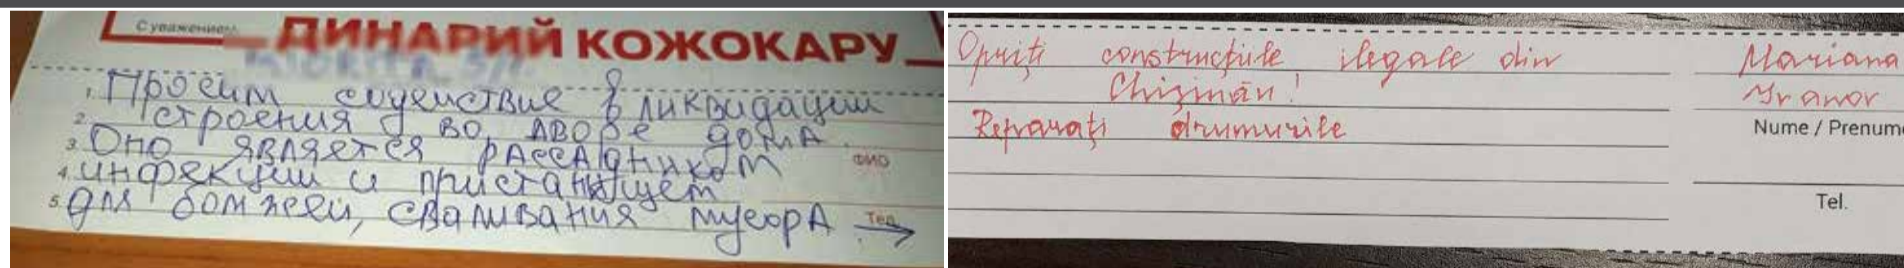 С уважением,
ДИНАРИЙ КОЖОКАРУ
1. Просим содействие в ликвидации
2. строения во дворе дома.
3. Оно является рассадником
ФИО
4. инфекции и пристанищем
5. для бомжей, сваливания мусора →
Тел.
Opriți construcțiile ilegale din
Chișinău!
Reparați drumurile
Mariana
Nume / Prenume
Tel.